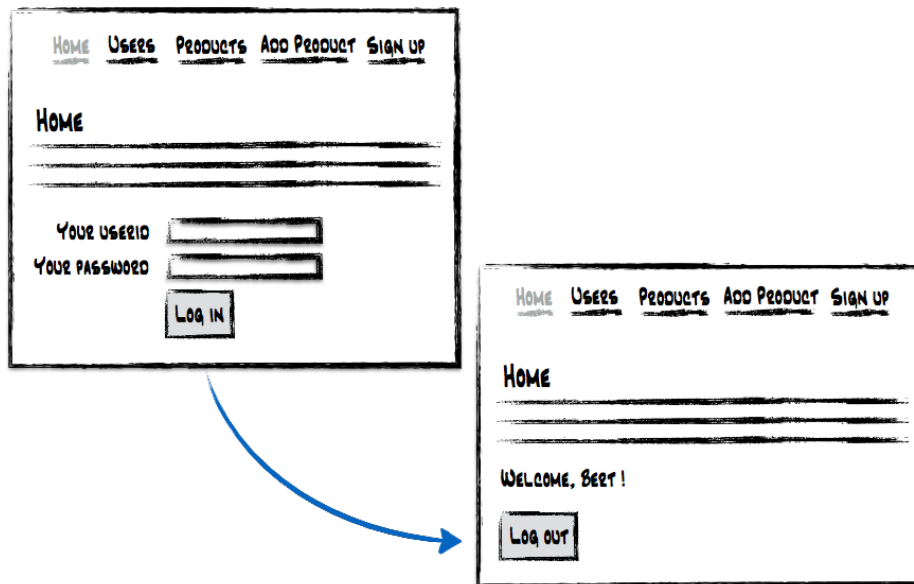 Home Users Products Add Product Sign up
Home
Your userid
Your password
Log in
Home Users Products Add Product Sign up
Home
Welcome, Bert !
Log out